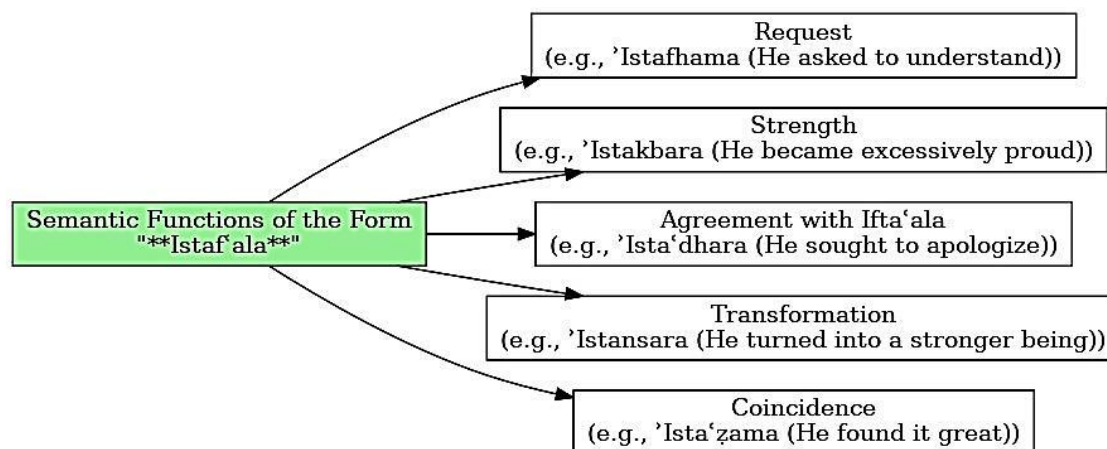 Request
(e.g., ʾIstafhama (He asked to understand))
Strength
(e.g., ʾIstakbara (He became excessively proud))
Semantic Functions of the Form
"**Istafʿala**"
Agreement with Iftaʿala
(e.g., ʾIstaʿdhara (He sought to apologize))
Transformation
(e.g., ʾIstansara (He turned into a stronger being))
Coincidence
(e.g., ʾIstaʿẓama (He found it great))